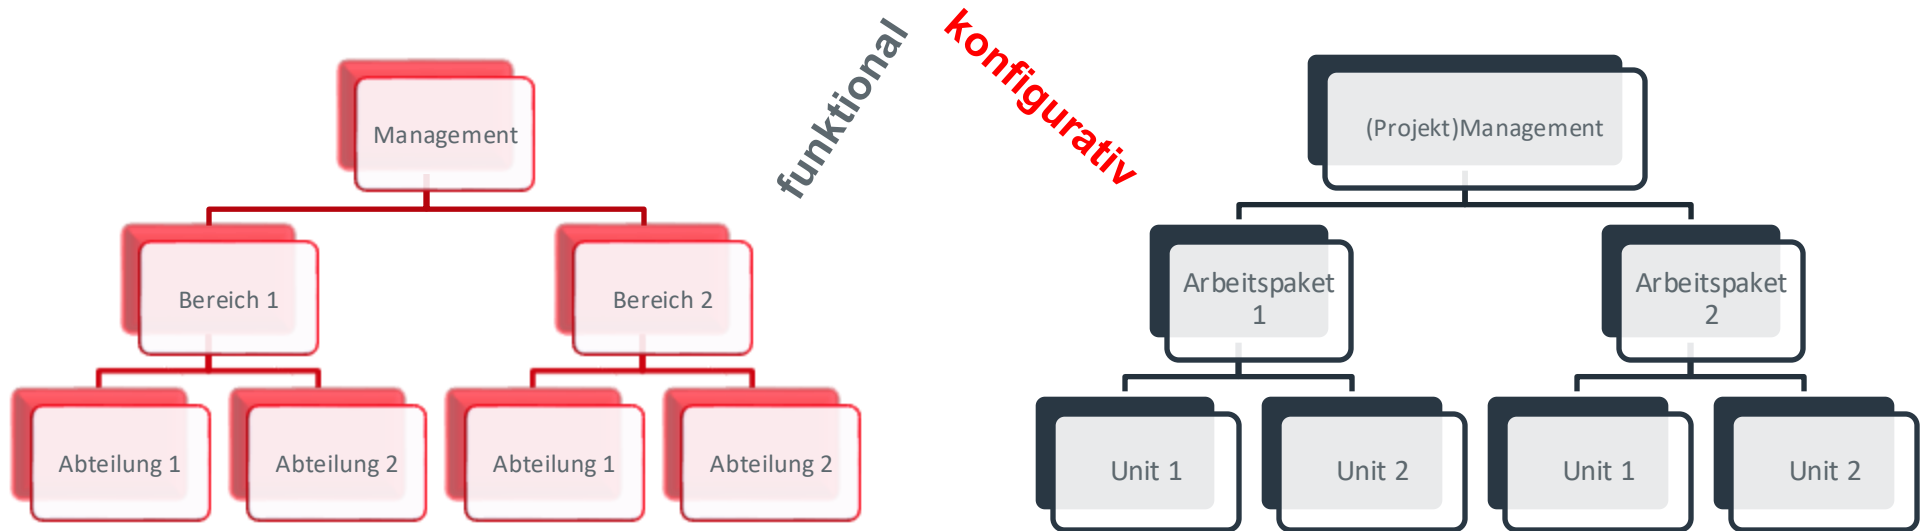 funktional
konfigurativ
Management
Bereich 1
Bereich 2
Abteilung 1
Abteilung 2
Abteilung 1
Abteilung 2
(Projekt)Management
Arbeitspaket
1
Arbeitspaket
2
Unit 1
Unit 2
Unit 1
Unit 2